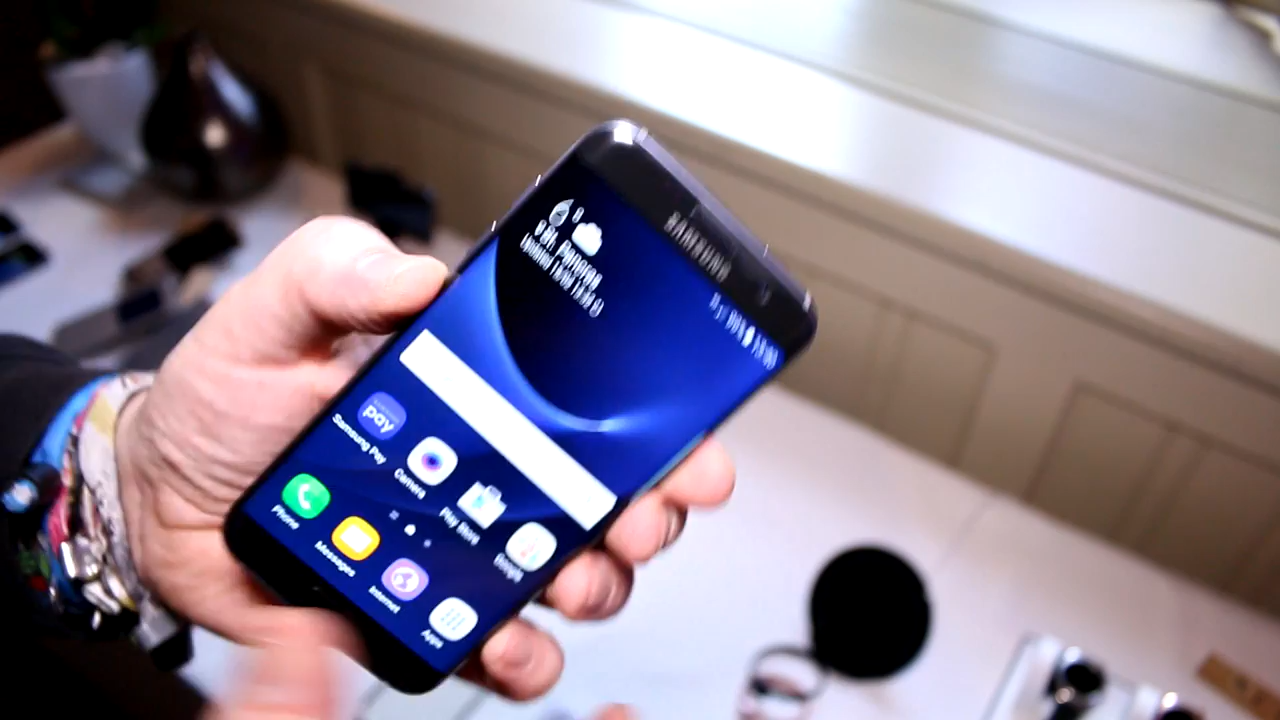 SAMSUNG
pay
Samsung Pay
Camera
Play Store
Google
Phone
Messages
Internet
Apps